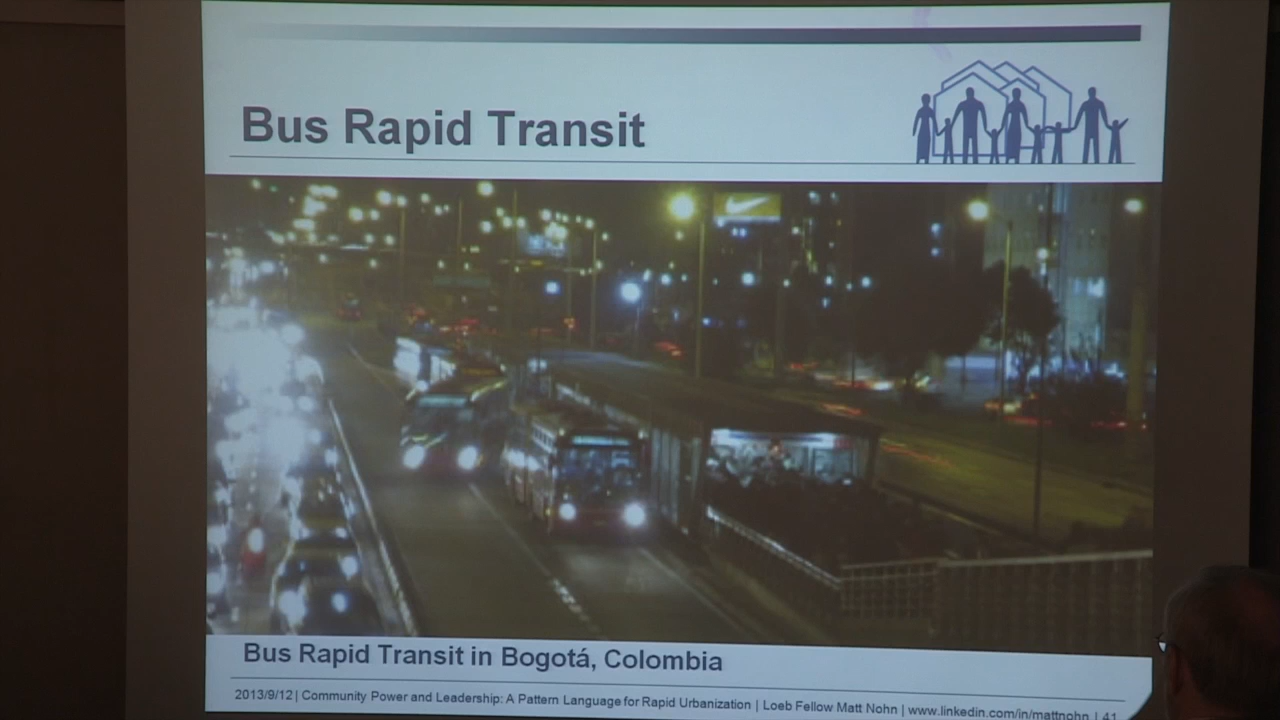 Bus Rapid Transit
Bus Rapid Transit in Bogotá, Colombia
2013/9/12 | Community Power and Leadership: A Pattern Language for Rapid Urbanization | Loeb Fellow Matt Nohn | www.linkedin.com/in/mattnohn | 41